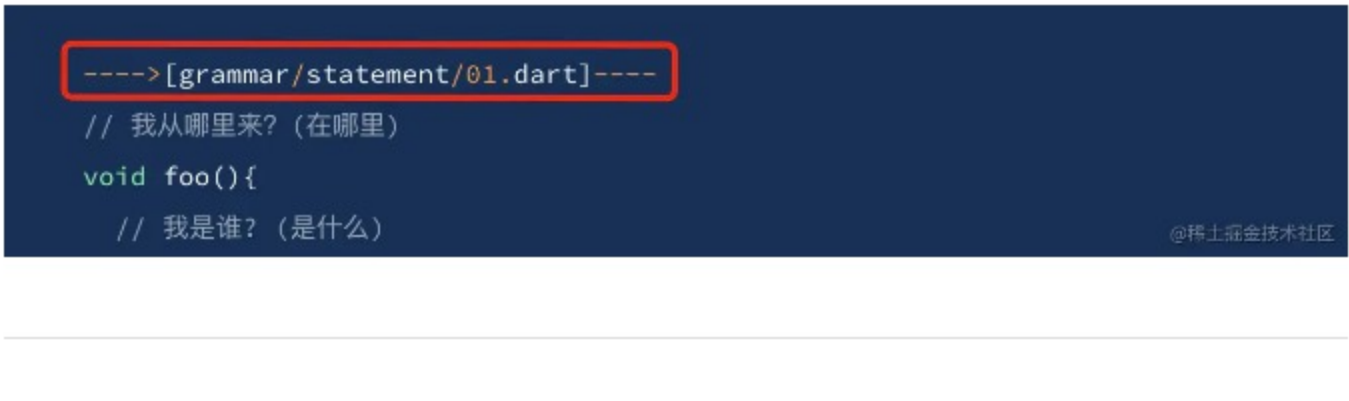 ---->[grammar/statement/01.dart]----
// 我从哪里来？(在哪里)
void foo(){
// 我是谁？(是什么)
@稀土掘金技术社区